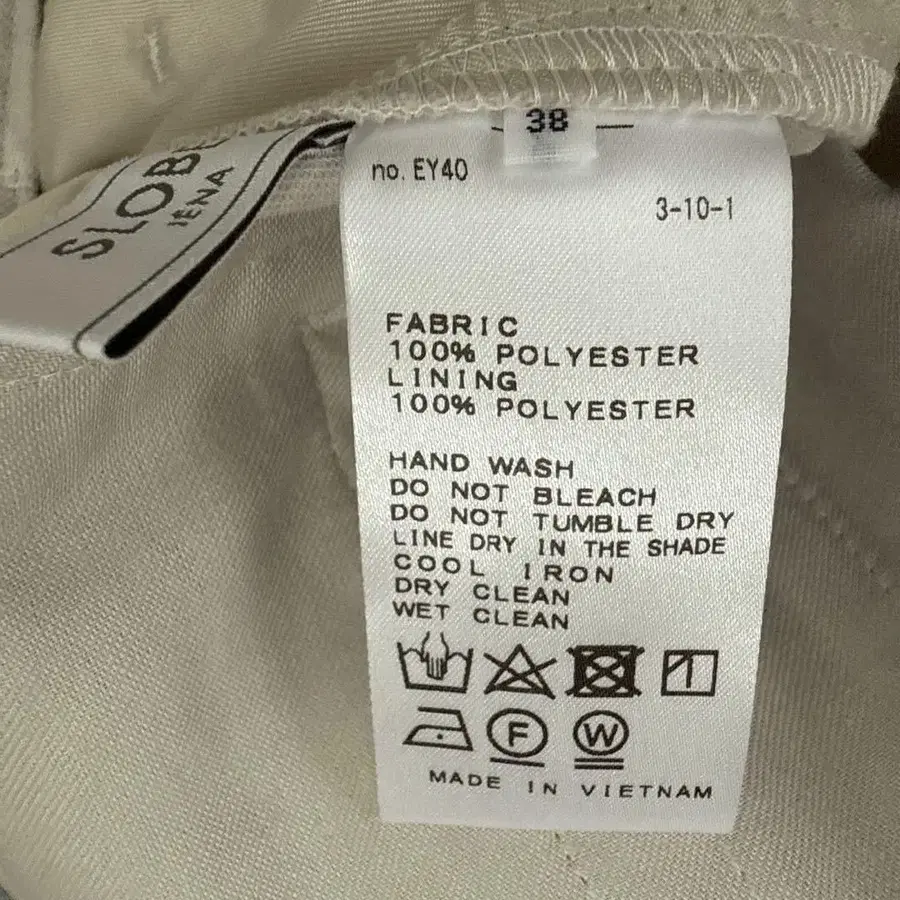 SLOBE
IÉNA
38
no. EY40
3-10-1
FABRIC
100% POLYESTER
LINING
100% POLYESTER
HAND WASH
DO NOT BLEACH
DO NOT TUMBLE DRY
LINE DRY IN THE SHADE
COOL IRON
DRY CLEAN
WET CLEAN
F W
MADE IN VIETNAM